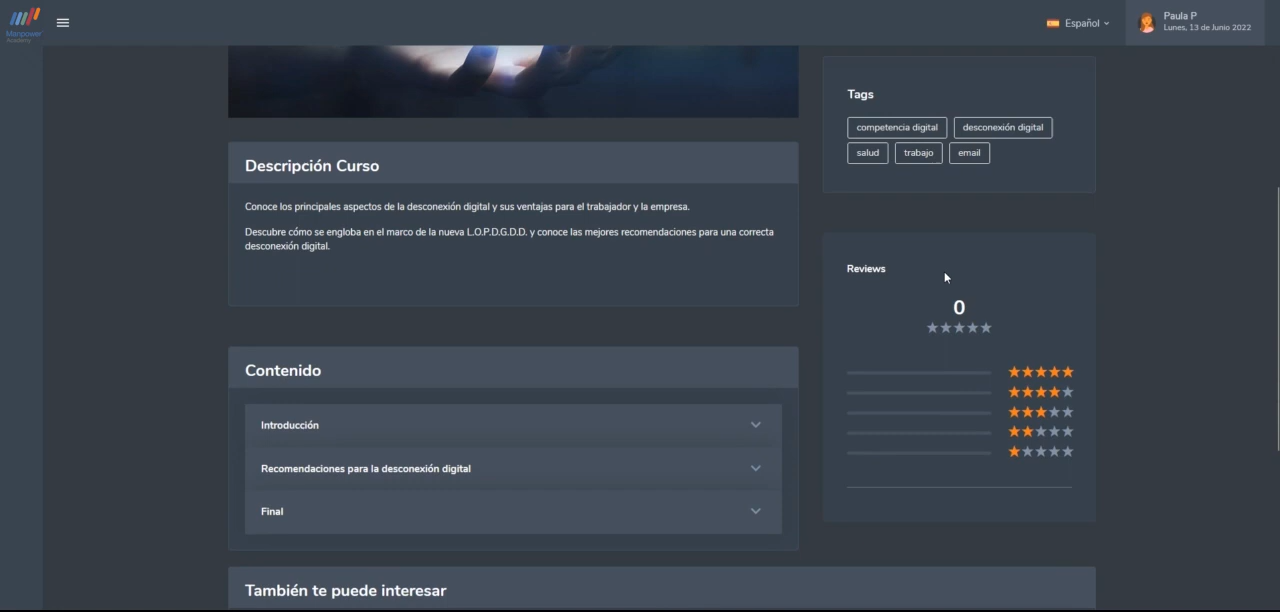 Manpower
Academy
Español
Paula P
Lunes, 13 de Junio 2022
Tags
competencia digital
desconexión digital
salud
trabajo
email
Descripción Curso
Conoce los principales aspectos de la desconexión digital y sus ventajas para el trabajador y la empresa.
Descubre cómo se engloba en el marco de la nueva L.O.P.D.G.D.D. y conoce las mejores recomendaciones para una correcta
desconexión digital.
Reviews
0
Contenido
Introducción
Recomendaciones para la desconexión digital
Final
También te puede interesar